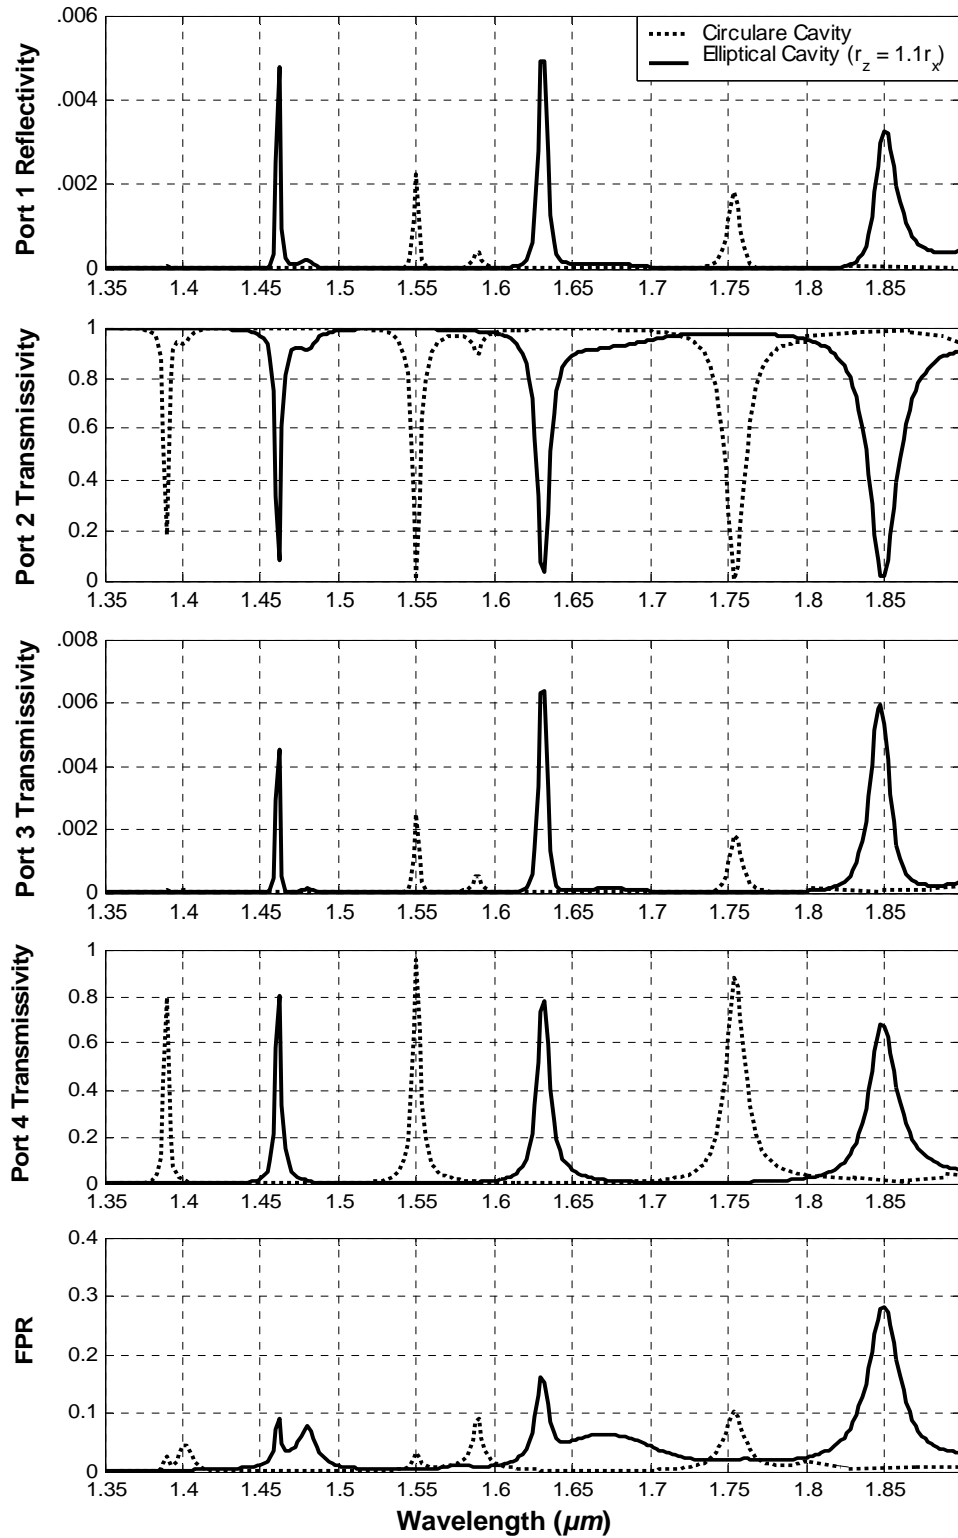 .006
.004
.002
0
Port 1 Reflectivity
Circulare Cavity
Elliptical Cavity (r_z = 1.1r_x)
1.35 1.4 1.45 1.5 1.55 1.6 1.65 1.7 1.75 1.8 1.85
1
0.8
0.6
0.4
0.2
0
Port 2 Transmissivity
1.35 1.4 1.45 1.5 1.55 1.6 1.65 1.7 1.75 1.8 1.85
.008
.006
.004
.002
0
Port 3 Transmissivity
1.35 1.4 1.45 1.5 1.55 1.6 1.65 1.7 1.75 1.8 1.85
1
0.8
0.6
0.4
0.2
0
Port 4 Transmissivity
1.35 1.4 1.45 1.5 1.55 1.6 1.65 1.7 1.75 1.8 1.85
0.4
0.3
0.2
0.1
0
FPR
1.35 1.4 1.45 1.5 1.55 1.6 1.65 1.7 1.75 1.8 1.85
Wavelength (μm)